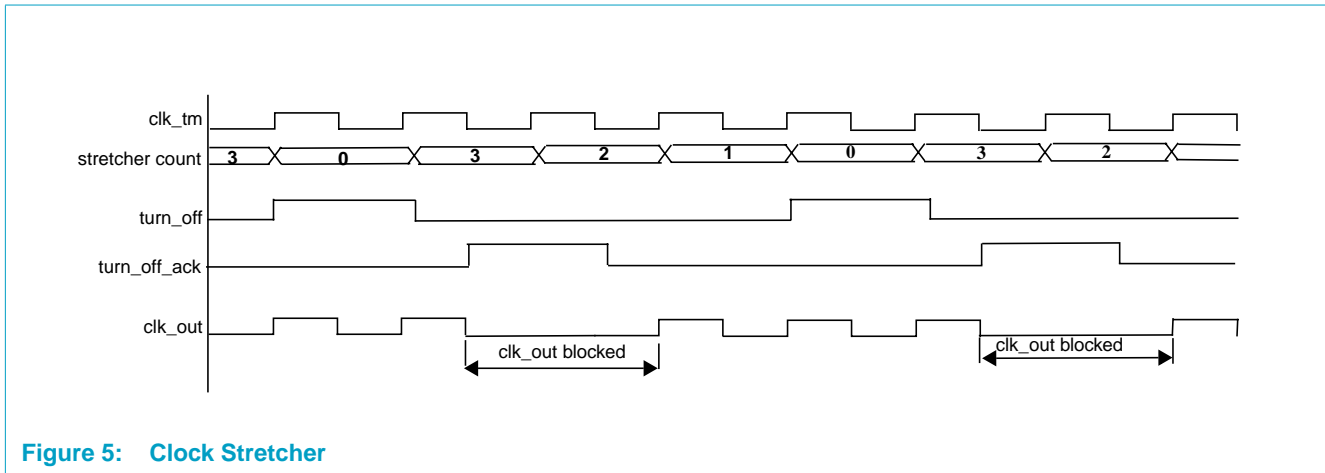 clk_tm
stretcher count 3 0 3 2 1 0 3 2
turn_off
turn_off_ack
clk_out
clk_out blocked clk_out blocked
Figure 5: Clock Stretcher